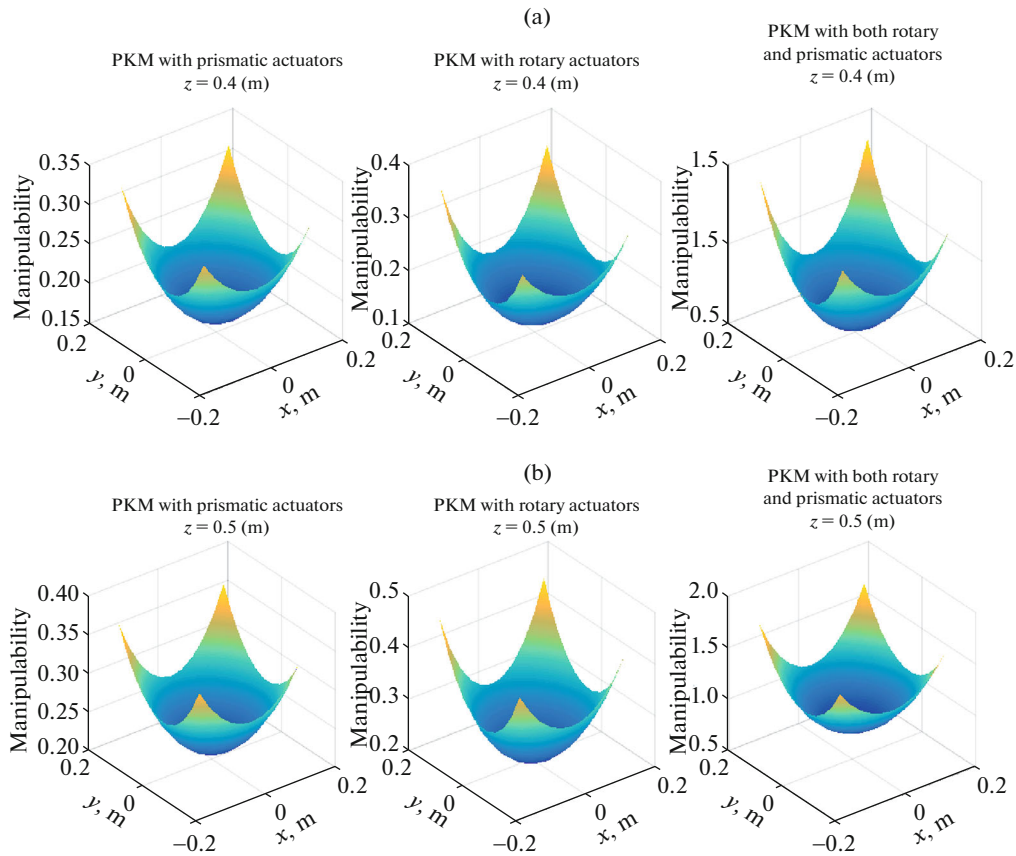 (a)
PKM with prismatic actuators
z = 0.4 (m)
Manipulability
0.35
0.30
0.25
0.20
0.15
0.2
0
−0.2
y, m
0
0.2
x, m
PKM with rotary actuators
z = 0.4 (m)
Manipulability
0.4
0.3
0.2
0.1
0.2
0
−0.2
y, m
0
0.2
x, m
PKM with both rotary
and prismatic actuators
z = 0.4 (m)
Manipulability
1.5
1.5
0.5
0.2
0
−0.2
y, m
0
0.2
x, m
(b)
PKM with prismatic actuators
z = 0.5 (m)
Manipulability
0.40
0.35
0.30
0.25
0.20
0.2
0
−0.2
y, m
0
0.2
x, m
PKM with rotary actuators
z = 0.5 (m)
Manipulability
0.5
0.4
0.3
0.2
0.2
0
−0.2
y, m
0
0.2
x, m
PKM with both rotary
and prismatic actuators
z = 0.5 (m)
Manipulability
2.0
1.5
1.0
0.5
0.2
0
−0.2
y, m
0
0.2
x, m